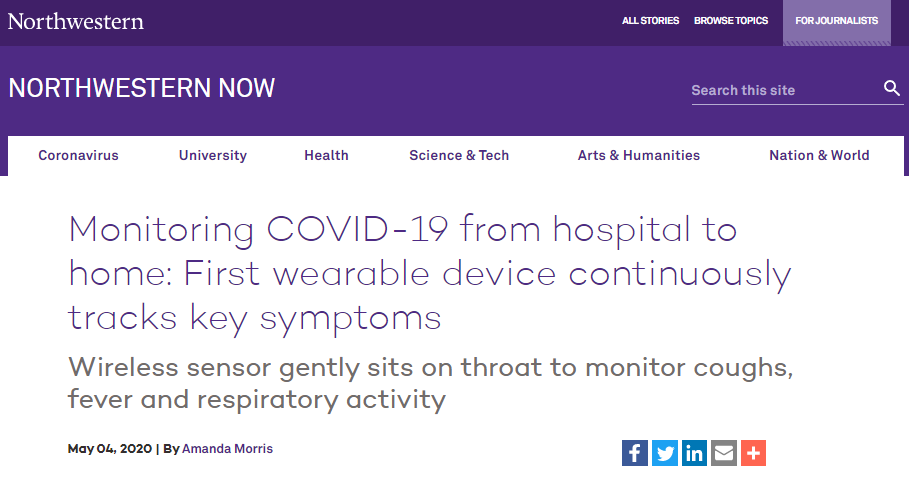 Northwestern
ALL STORIES BROWSE TOPICS FOR JOURNALISTS
NORTHWESTERN NOW
Search this site
Coronavirus University Health Science & Tech Arts & Humanities Nation & World
Monitoring COVID-19 from hospital to
home: First wearable device continuously
tracks key symptoms
Wireless sensor gently sits on throat to monitor coughs,
fever and respiratory activity
May 04, 2020 | By Amanda Morris